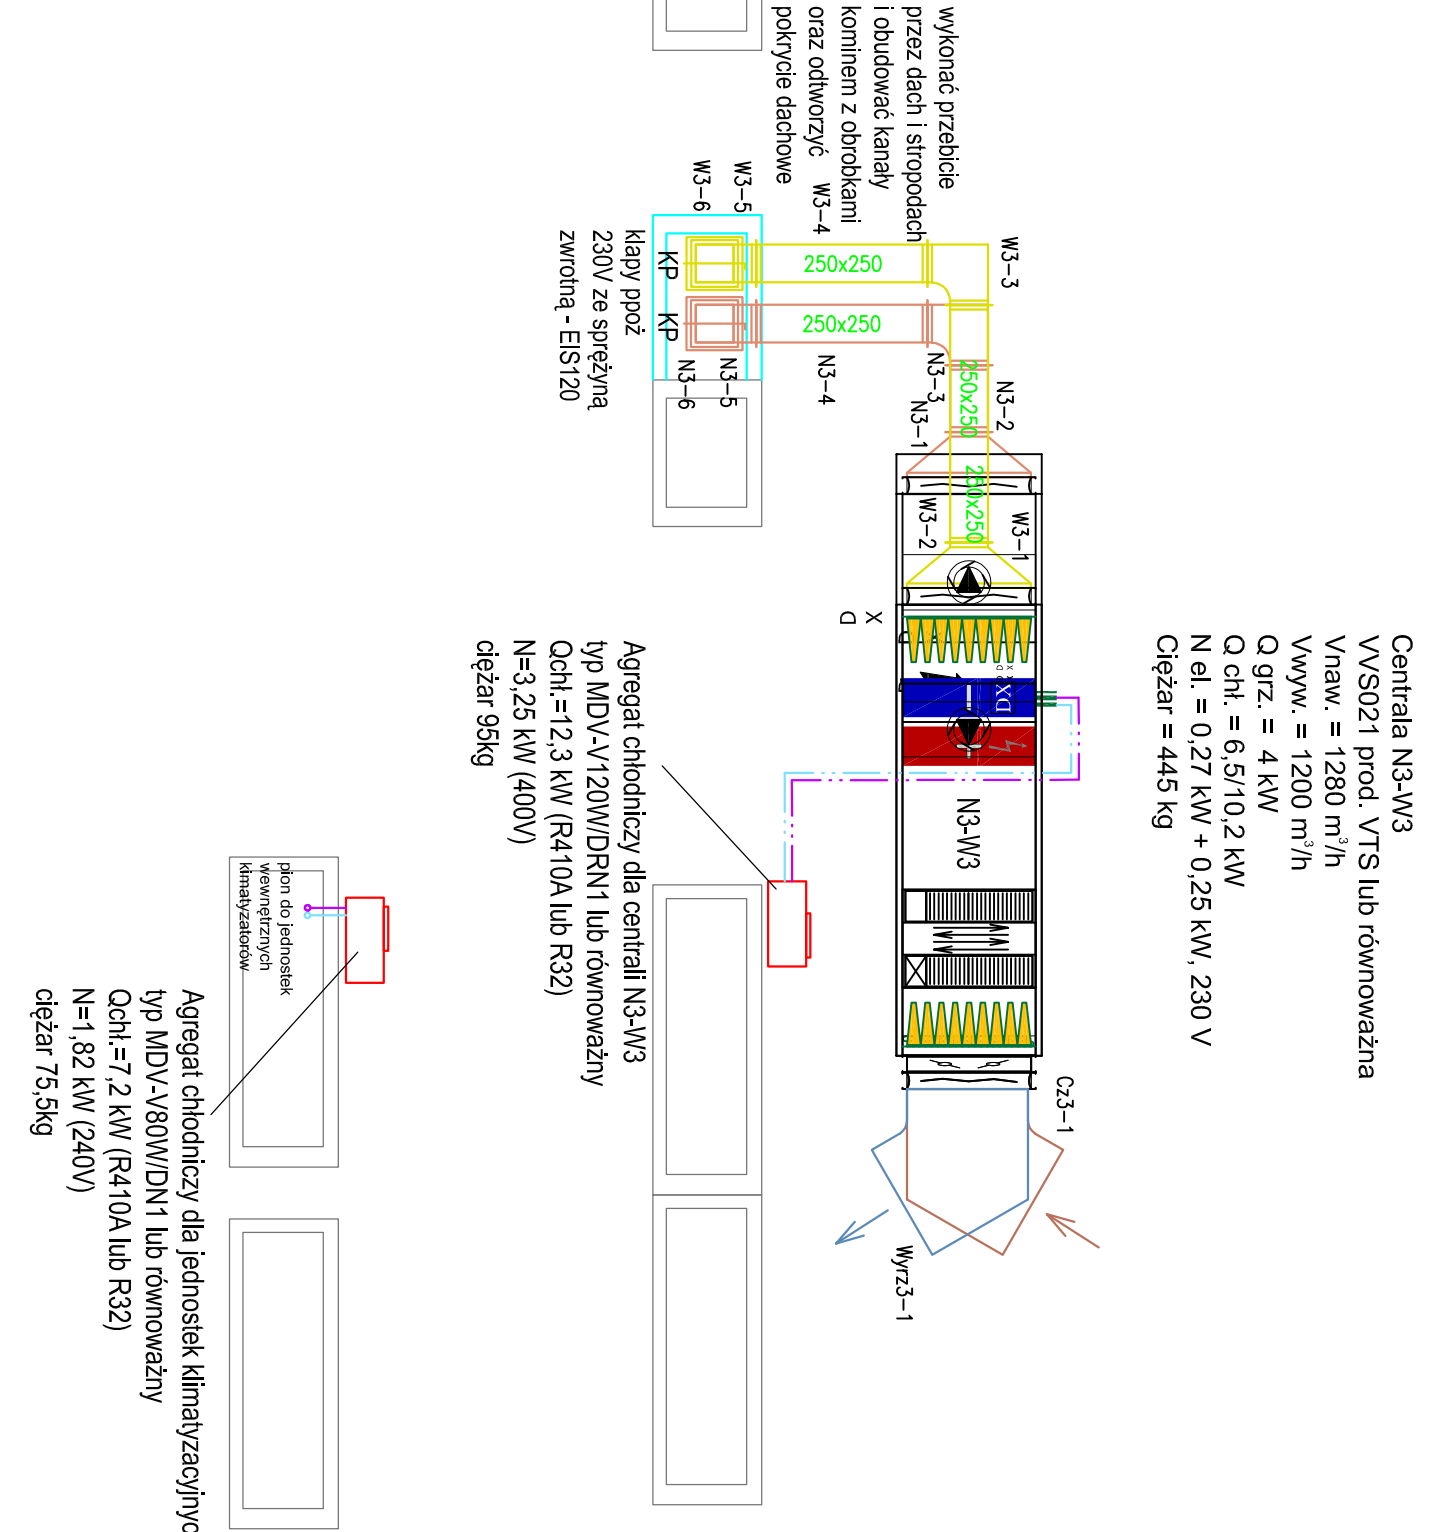 wykonać przebicie
przez dach i stropodach
i obudować kanały
kominem z obrobkami
oraz odtworzyć
pokrycie dachowe
W3-6
W3-5
W3-4
W3-3
250x250
250x250
KP
KP
klapy ppoż
230V ze sprężyną
zwrotną - EIS120
N3-6
N3-5
N3-4
N3-3
N3-2
N3-1
250x250
250x250
W3-2
W3-1
X
D
DX
N3-W3
Centrala N3-W3
VVS021 prod. VTS lub równoważna
Vnaw. = 1280 m³/h
Vwyw. = 1200 m³/h
Q grz. = 4 kW
Q chł. = 6,5/10,2 kW
N el. = 0,27 kW + 0,25 kW, 230 V
Ciężar = 445 kg
Agregat chłodniczy dla centrali N3-W3
typ MDV-V120W/DRN1 lub równoważny
Qchł.=12,3 kW (R410A lub R32)
N=3,25 kW (400V)
ciężar 95kg
pion do jednostek
wewnętrznych
klimatyzatorów
Agregat chłodniczy dla jednostek klimatyzacyjnyc
typ MDV-V80W/DN1 lub równoważny
Qchł.=7,2 kW (R410A lub R32)
N=1,82 kW (240V)
ciężar 75,5kg
Cz3-1
Wyrz3-1